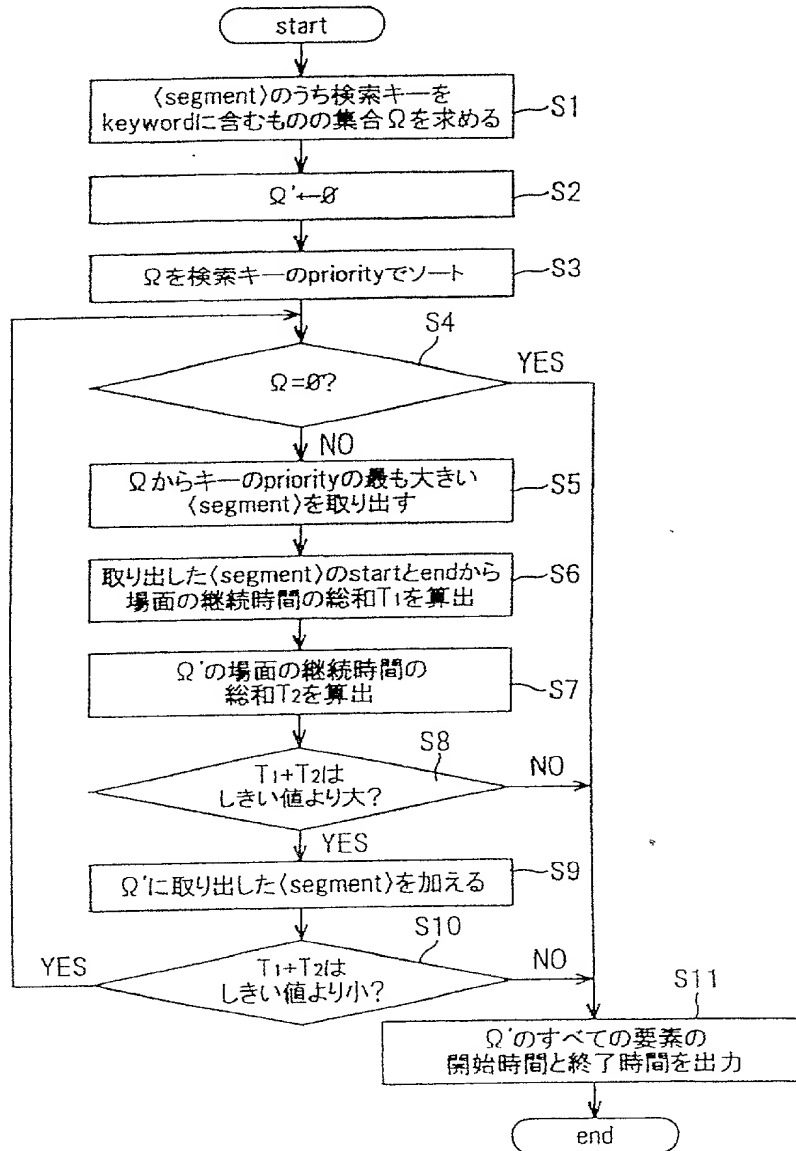 start
〈segment〉のうち検索キーを
keywordに含むものの集合Ωを求める
S1
Ω'←∅
S2
Ωを検索キーのpriorityでソート
S3
S4
Ω=∅?
YES
NO
Ωからキーのpriorityの最も大きい
〈segment〉を取り出す
S5
取り出した〈segment〉のstartとendから
場面の継続時間の総和T1を算出
S6
Ω'の場面の継続時間の
総和T2を算出
S7
S8
T1+T2は
しきい値より大?
NO
YES
Ω'に取り出した〈segment〉を加える
S9
S10
YES
T1+T2は
しきい値より小?
NO
S11
Ω'のすべての要素の
開始時間と終了時間を出力
end